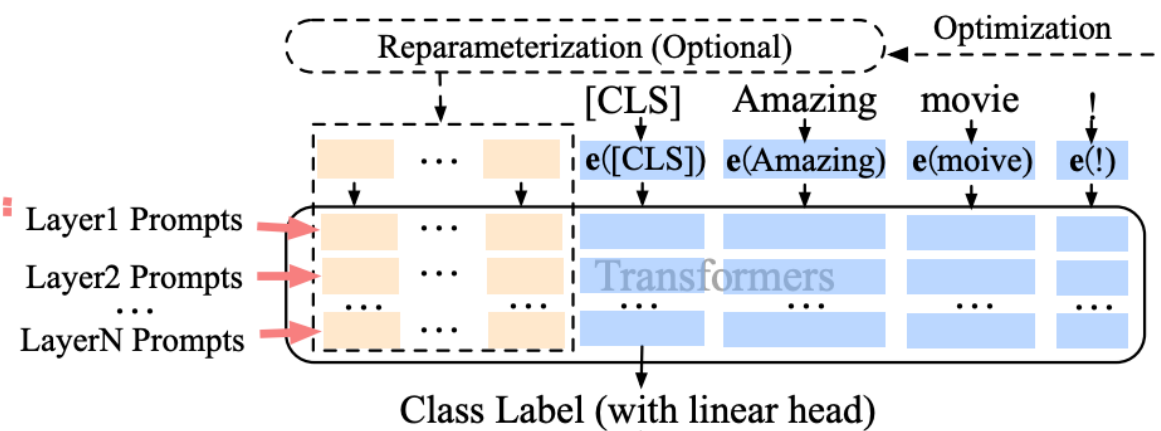 Optimization
Reparameterization (Optional)
[CLS] Amazing movie !
... e([CLS]) e(Amazing) e(moive) e(!)
Layer1 Prompts ...
Layer2 Prompts ... Transformers
... ... ... ... ... ... ...
LayerN Prompts ...
Class Label (with linear head)